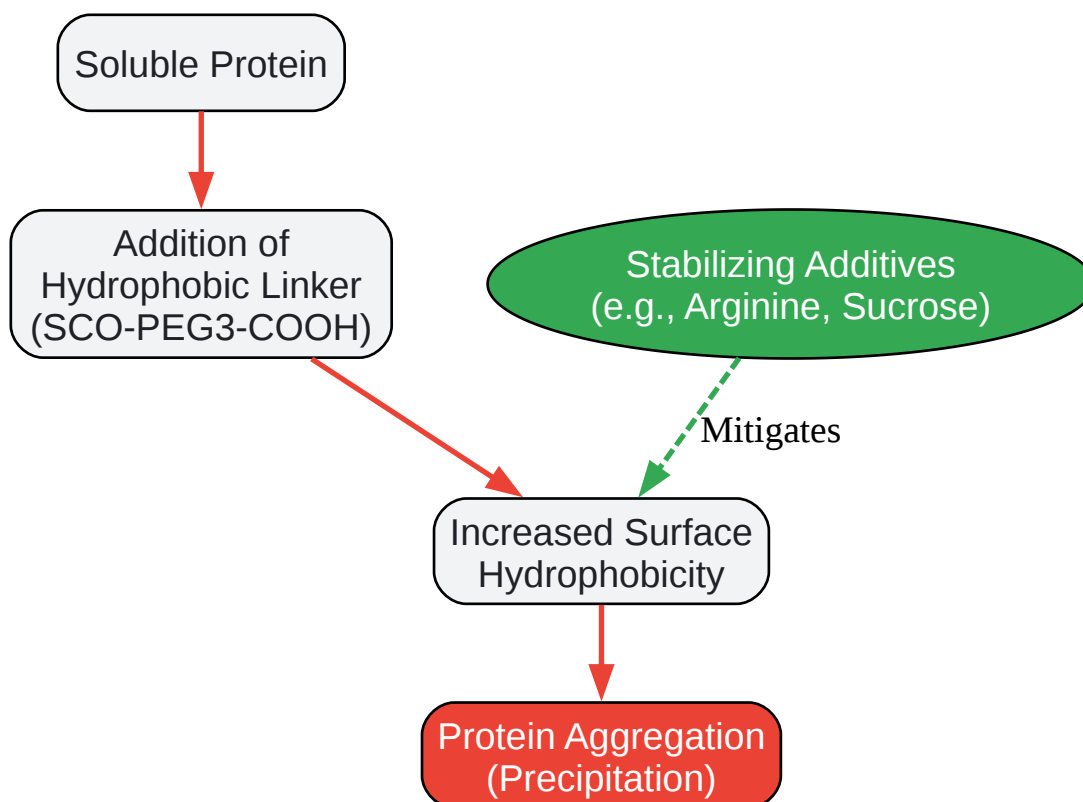 Soluble Protein
Addition of
Hydrophobic Linker
(SCO-PEG3-COOH)
Stabilizing Additives
(e.g., Arginine, Sucrose)
Mitigates
Increased Surface
Hydrophobicity
Protein Aggregation
(Precipitation)